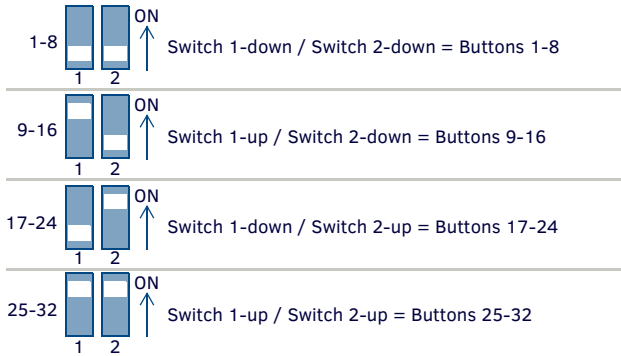 ON
1-8 Switch 1-down / Switch 2-down = Buttons 1-8
1 2
ON
9-16 Switch 1-up / Switch 2-down = Buttons 9-16
1 2
ON
17-24 Switch 1-down / Switch 2-up = Buttons 17-24
1 2
ON
25-32 Switch 1-up / Switch 2-up = Buttons 25-32
1 2